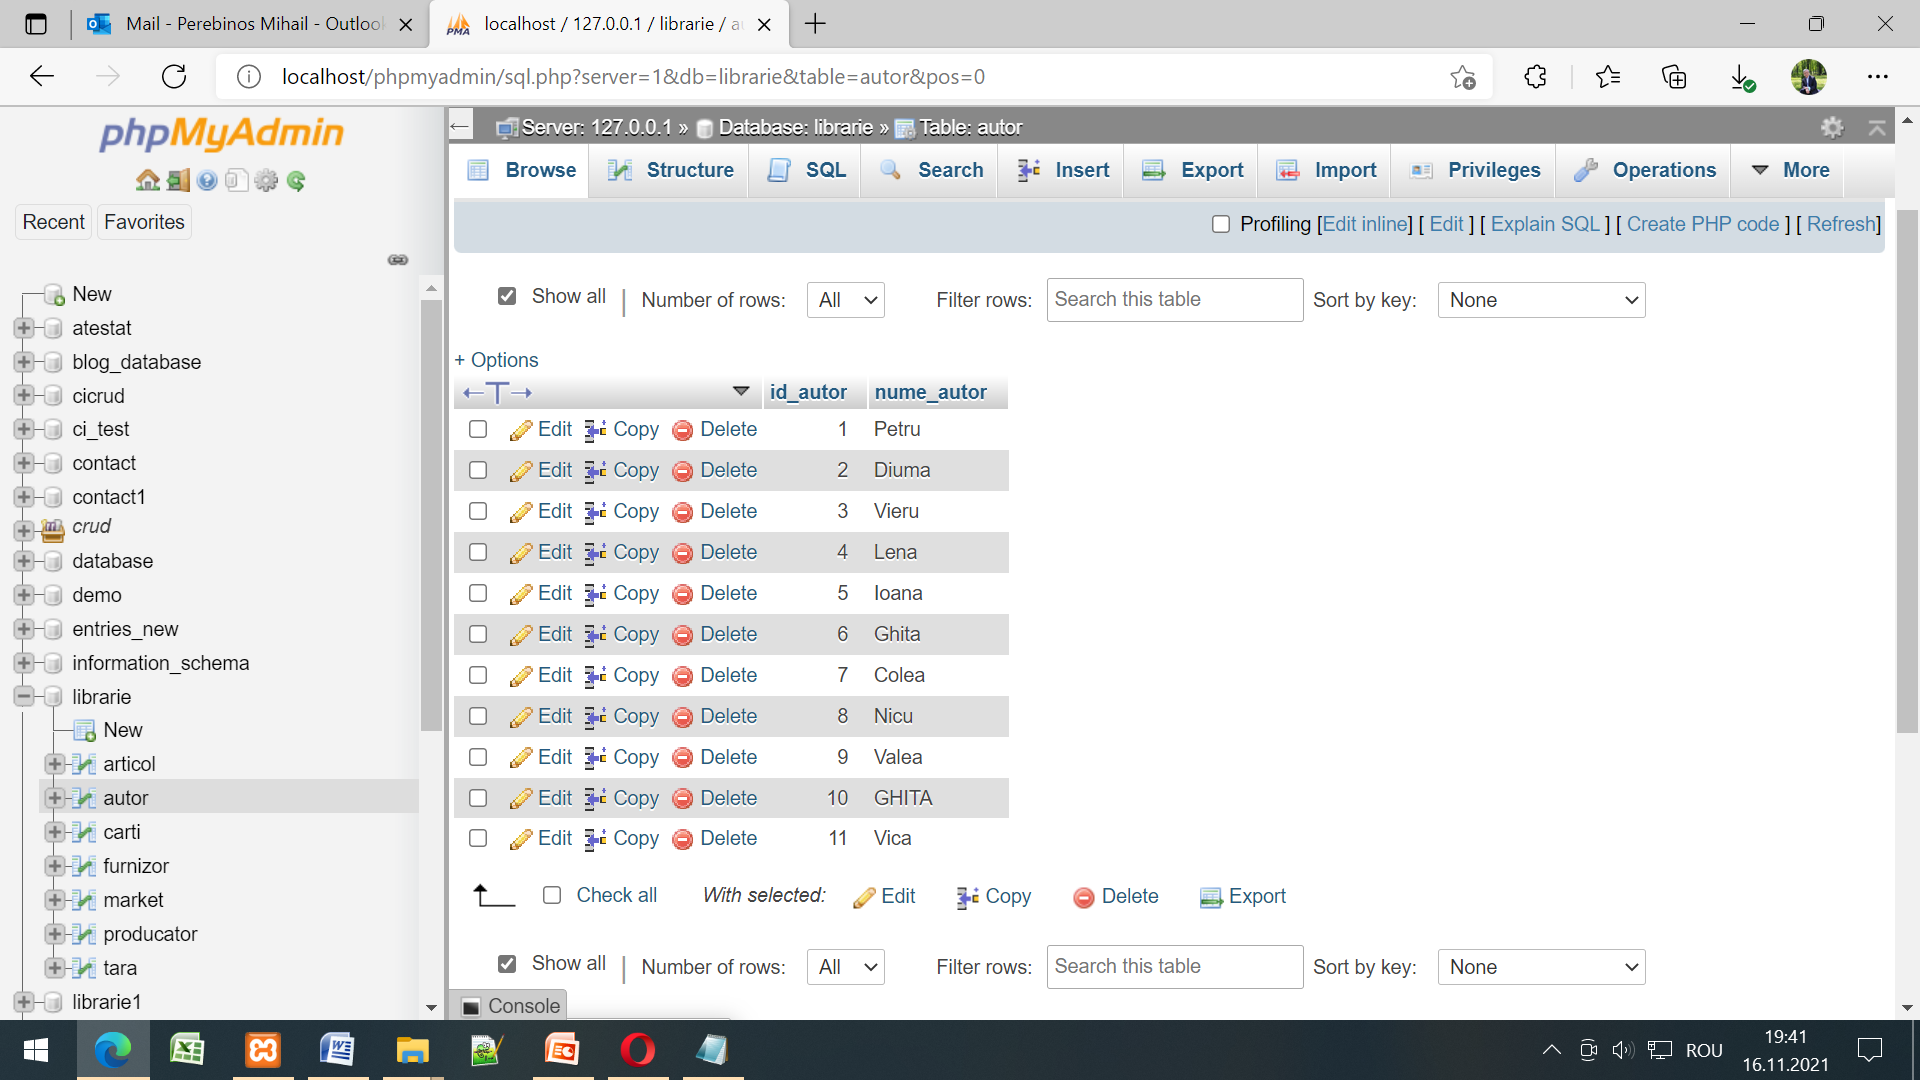 Mail - Perebinos Mihail - Outlook
localhost / 127.0.0.1 / librarie / a
localhost/phpmyadmin/sql.php?server=1&db=librarie&table=autor&pos=0
phpMyAdmin
Recent Favorites
New
atestat
blog_database
cicrud
ci_test
contact
contact1
crud
database
demo
entries_new
information_schema
librarie
New
articol
autor
carti
furnizor
market
producator
tara
librarie1
Server: 127.0.0.1 » Database: librarie » Table: autor
Browse Structure SQL Search Insert Export Import Privileges Operations More
Profiling [Edit inline] [ Edit ] [ Explain SQL ] [ Create PHP code ] [ Refresh]
Show all | Number of rows: All Filter rows: Search this table Sort by key: None
+ Options
←T→ id_autor nume_autor
Edit Copy Delete 1 Petru
Edit Copy Delete 2 Diuma
Edit Copy Delete 3 Vieru
Edit Copy Delete 4 Lena
Edit Copy Delete 5 Ioana
Edit Copy Delete 6 Ghita
Edit Copy Delete 7 Colea
Edit Copy Delete 8 Nicu
Edit Copy Delete 9 Valea
Edit Copy Delete 10 GHITA
Edit Copy Delete 11 Vica
Check all With selected: Edit Copy Delete Export
Show all | Number of rows: All Filter rows: Search this table Sort by key: None
Console
ROU
19:41
16.11.2021